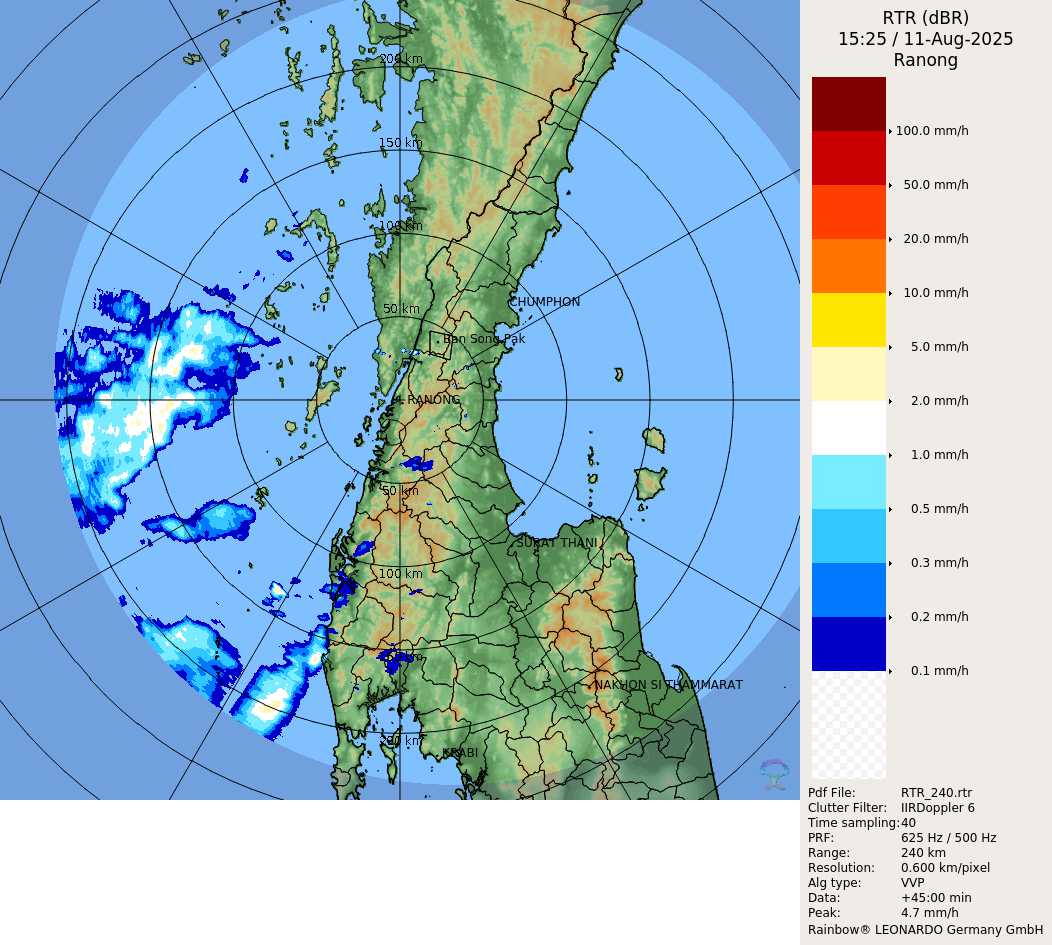 RTR (dBR)
15:25 / 11-Aug-2025
Ranong
200 km
150 km
100 km
50 km
CHUMPHON
Ban Song Pak
RANONG
50 km
SURAT THANI
100 km
NAKHON SI THAMMARAT
KRABI
100.0 mm/h
50.0 mm/h
20.0 mm/h
10.0 mm/h
5.0 mm/h
2.0 mm/h
1.0 mm/h
0.5 mm/h
0.3 mm/h
0.2 mm/h
0.1 mm/h
Pdf File: RTR_240.rtr
Clutter Filter: IIRDoppler 6
Time sampling: 40
PRF: 625 Hz / 500 Hz
Range: 240 km
Resolution: 0.600 km/pixel
Alg type: VVP
Data: +45:00 min
Peak: 4.7 mm/h
Rainbow® LEONARDO Germany GmbH